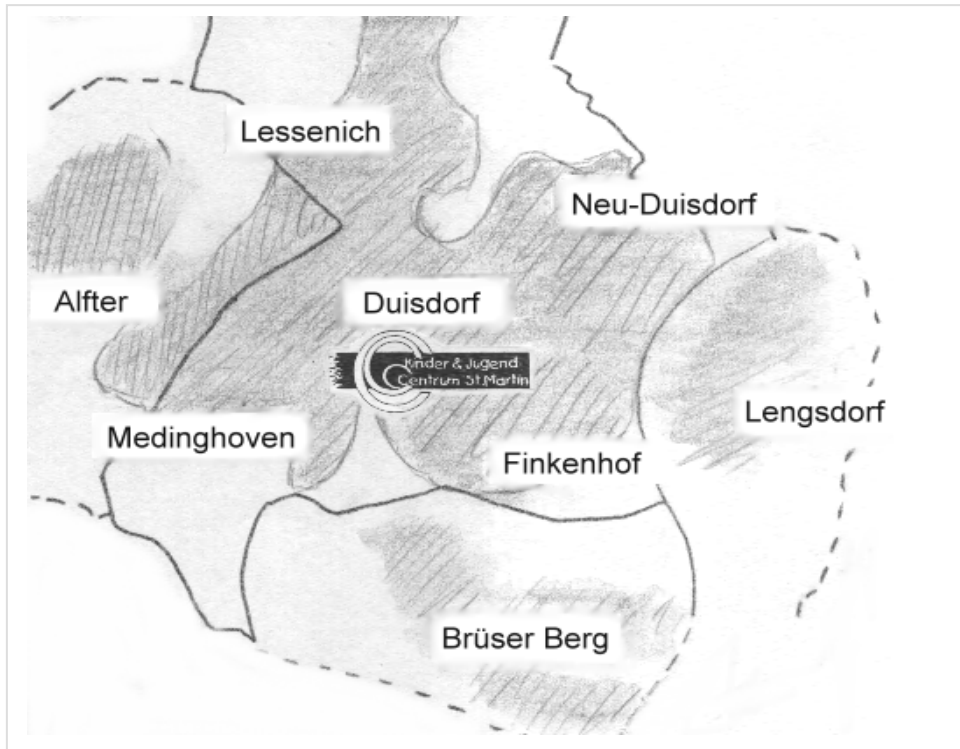 Lessenich
Neu-Duisdorf
Alfter
Duisdorf
Kinder & Jugend
Centrum St.Martin
Lengsdorf
Medinghoven
Finkenhof
Brüser Berg